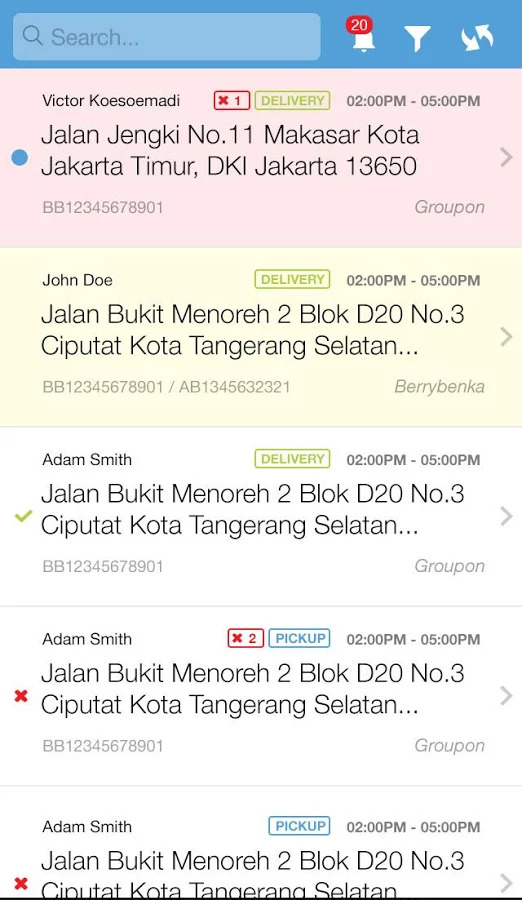 Search...
20
Victor Koesoemadi 1 DELIVERY 02:00PM - 05:00PM
Jalan Jengki No.11 Makasar Kota
Jakarta Timur, DKI Jakarta 13650
BB12345678901 Groupon
John Doe DELIVERY 02:00PM - 05:00PM
Jalan Bukit Menoreh 2 Blok D20 No.3
Ciputat Kota Tangerang Selatan...
BB12345678901 / AB1345632321 Berrybenka
Adam Smith DELIVERY 02:00PM - 05:00PM
Jalan Bukit Menoreh 2 Blok D20 No.3
Ciputat Kota Tangerang Selatan...
BB12345678901 Groupon
Adam Smith 2 PICKUP 02:00PM - 05:00PM
Jalan Bukit Menoreh 2 Blok D20 No.3
Ciputat Kota Tangerang Selatan...
BB12345678901 Groupon
Adam Smith PICKUP 02:00PM - 05:00PM
Jalan Bukit Menoreh 2 Blok D20 No.3
Ciputat Kota Tangerang Selatan...